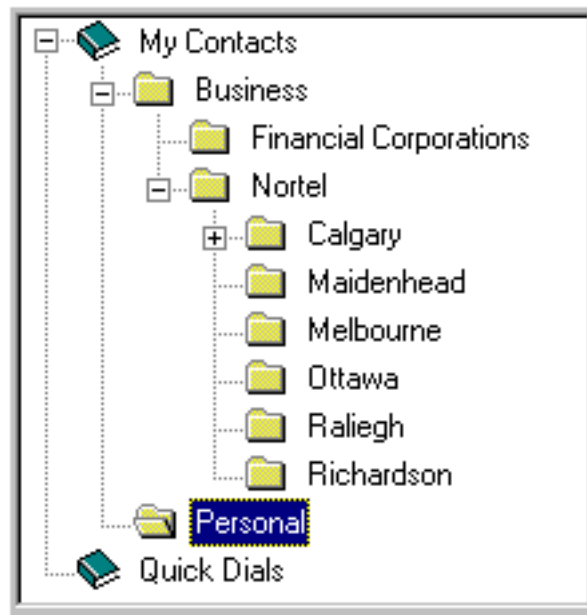 My Contacts
Business
Financial Corporations
Nortel
Calgary
Maidenhead
Melbourne
Ottawa
Raliegh
Richardson
Personal
Quick Dials